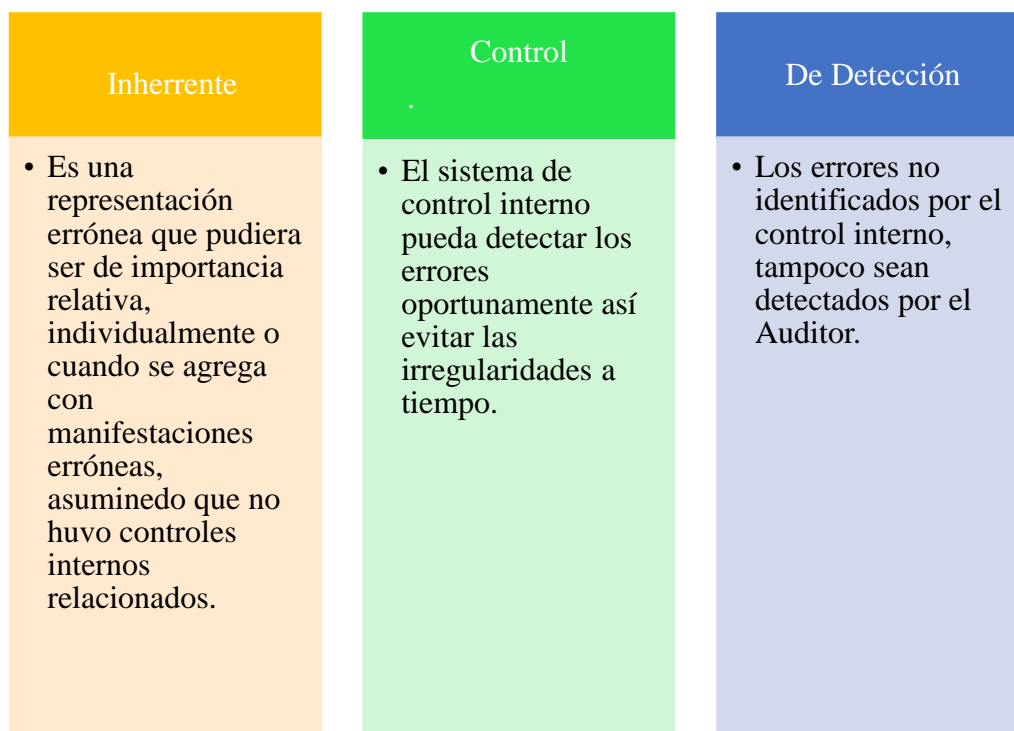 Inherrente
• Es una
representación
errónea que pudiera
ser de importancia
relativa,
individualmente o
cuando se agrega
con
manifestaciones
erróneas,
asuminedo que no
huvo controles
internos
relacionados.
Control
.
• El sistema de
control interno
pueda detectar los
errores
oportunamente así
evitar las
irregularidades a
tiempo.
De Detección
• Los errores no
identificados por el
control interno,
tampoco sean
detectados por el
Auditor.